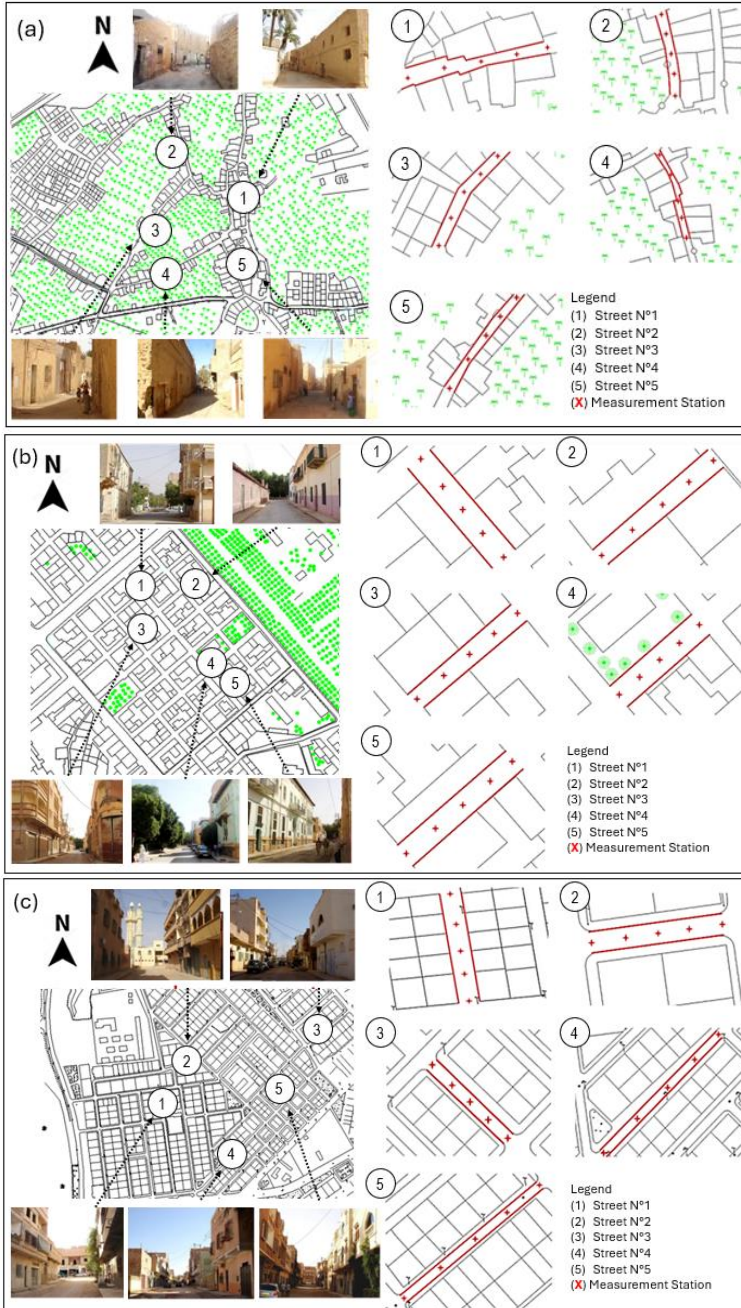 (a)
N
1
2
3
4
5
1
2
3
4
5
Legend
(1) Street N°1
(2) Street N°2
(3) Street N°3
(4) Street N°4
(5) Street N°5
(X) Measurement Station
(b)
N
1
2
3
4
5
1
2
3
4
5
Legend
(1) Street N°1
(2) Street N°2
(3) Street N°3
(4) Street N°4
(5) Street N°5
(X) Measurement Station
(c)
N
1
2
3
4
5
1
2
3
4
5
Legend
(1) Street N°1
(2) Street N°2
(3) Street N°3
(4) Street N°4
(5) Street N°5
(X) Measurement Station